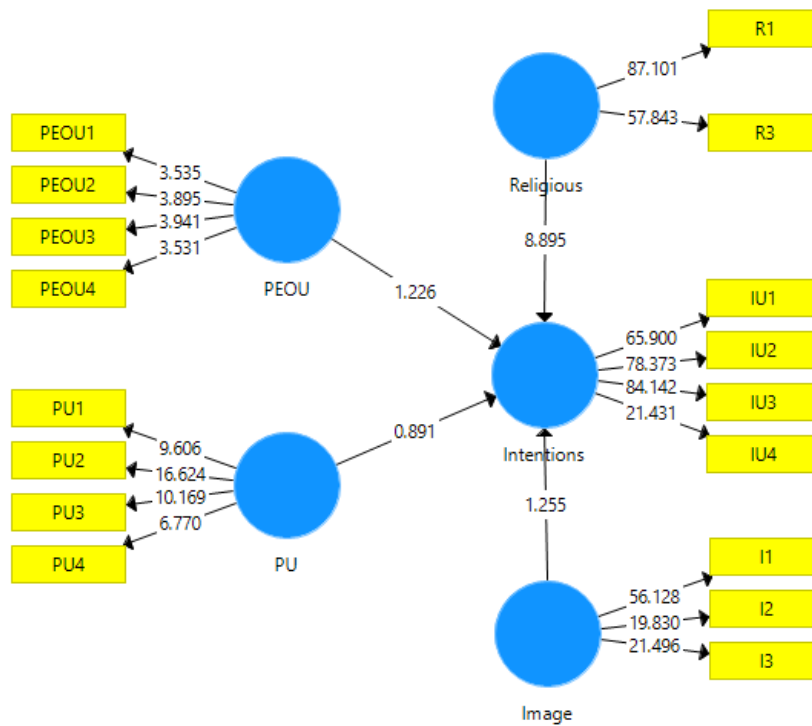 R1
87.101
57.843
R3
Religious
8.895
PEOU1
PEOU2
PEOU3
PEOU4
3.535
3.895
3.941
3.531
PEOU
1.226
IU1
IU2
IU3
IU4
65.900
78.373
84.142
21.431
Intentions
PU1
PU2
PU3
PU4
9.606
16.624
10.169
6.770
PU
0.891
1.255
I1
I2
I3
56.128
19.830
21.496
Image